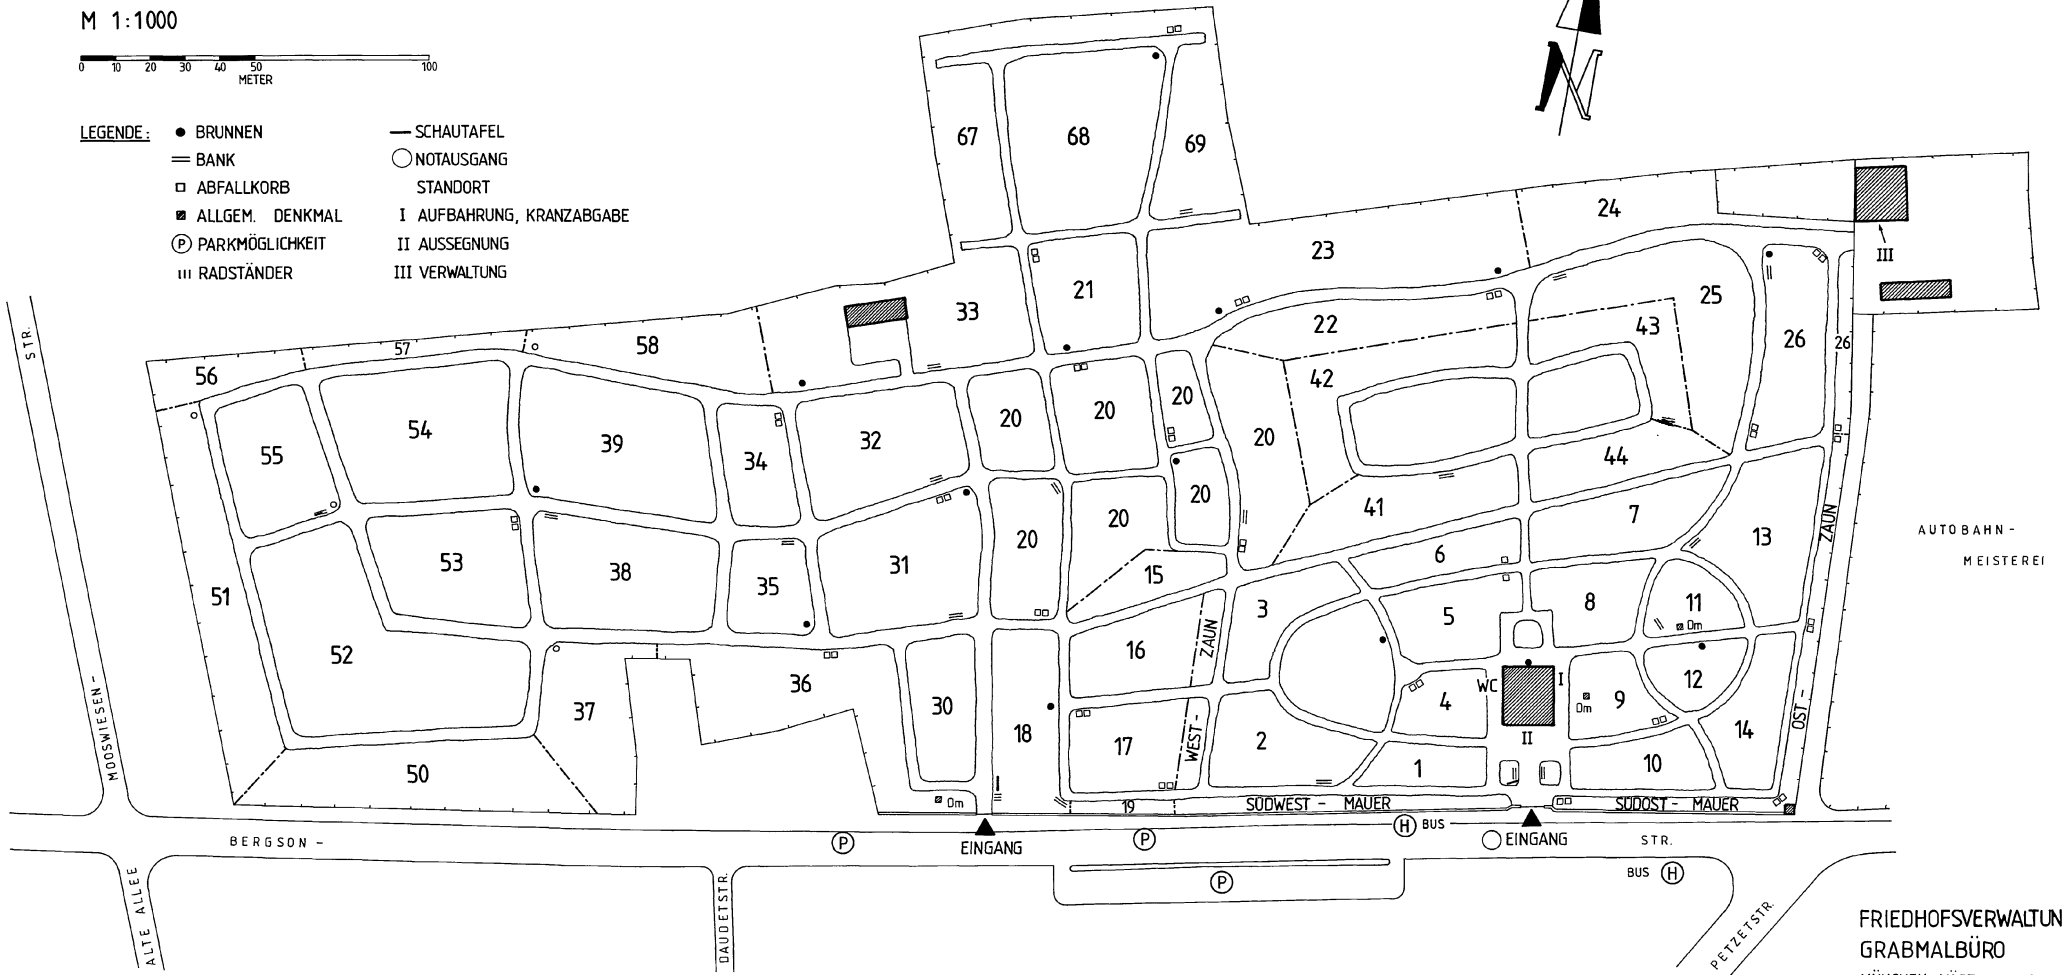 M 1:1000
0 10 20 30 40 50 100
METER
N
LEGENDE:
BRUNNEN
BANK
ABFALLKORB
ALLGEM. DENKMAL
P PARKMÖGLICHKEIT
RADSTÄNDER
SCHAUTAFEL
NOTAUSGANG
STANDORT
I AUFBAHRUNG, KRANZABGABE
II AUSSEGNUNG
III VERWALTUNG
67
68
69
24
23
III
33
21
22
25
43
26
26
57
58
56
42
20
20
20
20
54
39
34
32
55
44
41
20
20
20
7
13
ZAUN
AUTOBAHN-
MEISTEREI
53
38
35
31
15
6
51
3
5
8
11
Dm
52
16
ZAUN
12
36
WC
I
4
Dm
9
37
30
18
17
WEST-
2
II
14
OST-
50
1
10
Dm
19
SÜDWEST - MAUER
SÜDOST - MAUER
MOOSWIESEN-
STR.
BERGSON -
P
EINGANG
P
H BUS
EINGANG
STR.
P
BUS H
ALTE ALLEE
DAUDETSTR.
PETZETSTR.
FRIEDHOFSVERWALTUN
GRABMALBÜRO